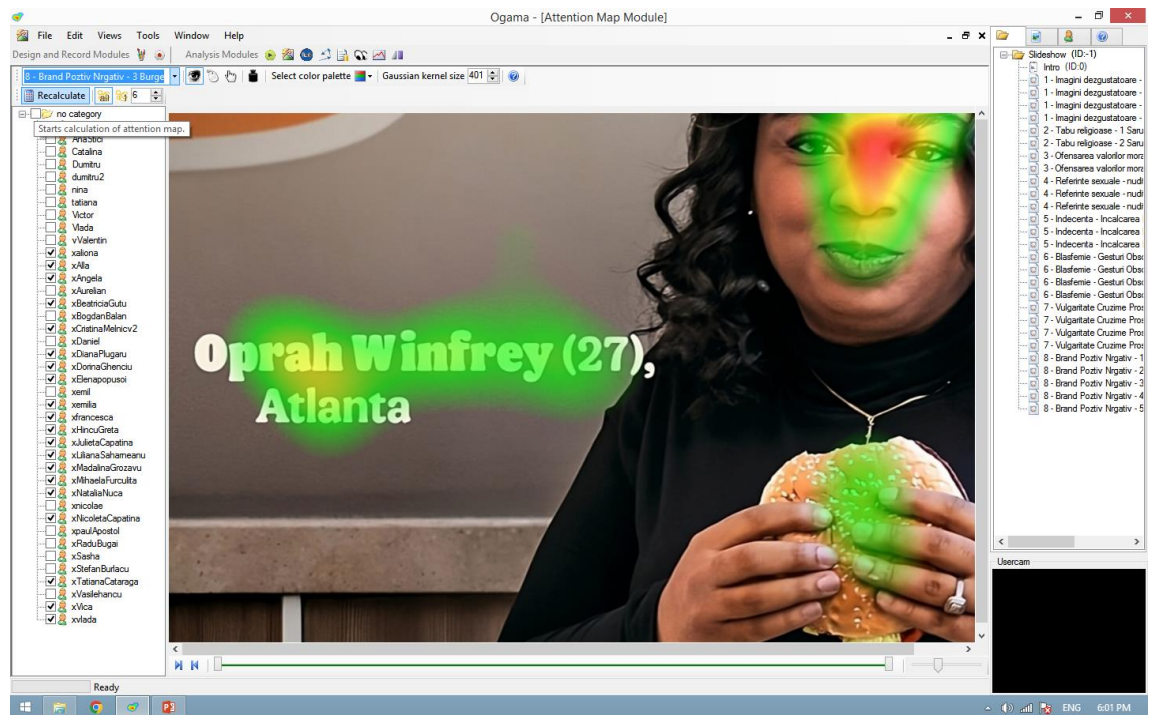 Ogama - [Attention Map Module]
File Edit Views Tools Window Help
Design and Record Modules Analysis Modules
8 - Brand Poztiv Nrgativ - 3 Burge Select color palette Gaussian kernel size 401
Recalculate 6
no category
Starts calculation of attention map.
AnaStici
Catalina
Dumitru
dumitru2
nina
tatiana
Victor
Vlada
vValentin
xaliona
xAlla
xAngela
xAurelian
xBeatriciaGutu
xBogdanBalan
xCristinaMelnicv2
xDaniel
xDianaPlugaru
xDorinaGhenciu
xElenapopusoi
xemil
xemilia
xfrancesca
xHincuGreta
xJulietaCapatina
xLilianaSahameanu
xMadalinaGrozavu
xMihaelaFurculita
xNataliaNuca
xnicolae
xNicoletaCapatina
xpaulApostol
xRaduBugai
xSasha
xStefanBurlacu
xTatianaCataraga
xVasilehancu
xVica
xvlada
Oprah Winfrey (27),
Atlanta
Slideshow (ID:-1)
Intro (ID:0)
1 - Imagini dezgustatoare -
1 - Imagini dezgustatoare -
1 - Imagini dezgustatoare -
1 - Imagini dezgustatoare -
2 - Tabu religioase - 1 Saru
2 - Tabu religioase - 2 Saru
3 - Ofensarea valorilor mora
3 - Ofensarea valorilor mora
4 - Referinte sexuale - nudi
4 - Referinte sexuale - nudi
4 - Referinte sexuale - nudi
5 - Indecenta - Incalcarea
5 - Indecenta - Incalcarea
5 - Indecenta - Incalcarea
6 - Blasfemie - Gesturi Obsc
6 - Blasfemie - Gesturi Obsc
6 - Blasfemie - Gesturi Obsc
6 - Blasfemie - Gesturi Obsc
7 - Vulgaritate Cruzime Pros
7 - Vulgaritate Cruzime Pros
7 - Vulgaritate Cruzime Pros
7 - Vulgaritate Cruzime Pros
8 - Brand Poztiv Nrgativ - 1
8 - Brand Poztiv Nrgativ - 2
8 - Brand Poztiv Nrgativ - 3
8 - Brand Poztiv Nrgativ - 4
8 - Brand Poztiv Nrgativ - 5
Usercam
Ready
ENG 6:01 PM